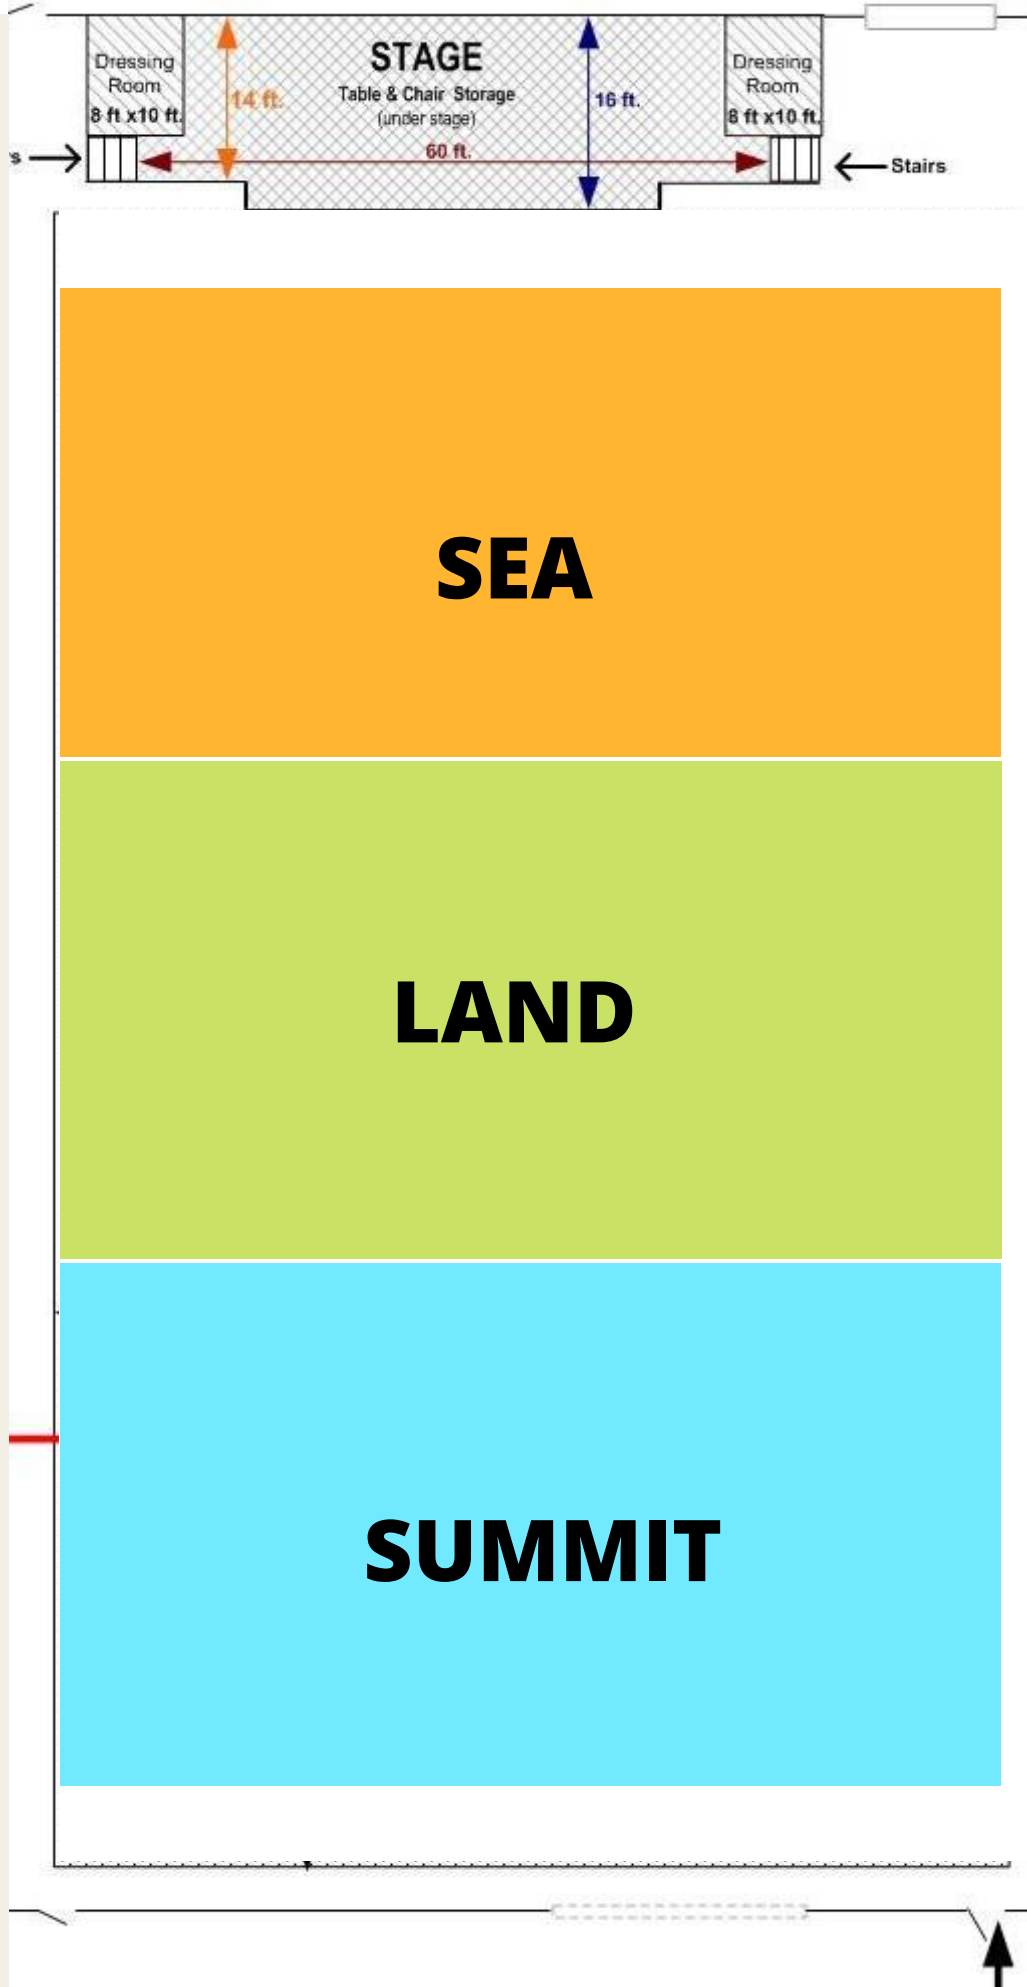 STAGE
Table & Chair Storage
(under stage)
Dressing
Room
8 ft x10 ft.
14 ft.
16 ft.
60 ft.
Dressing
Room
8 ft x10 ft.
Stairs
SEA
LAND
SUMMIT